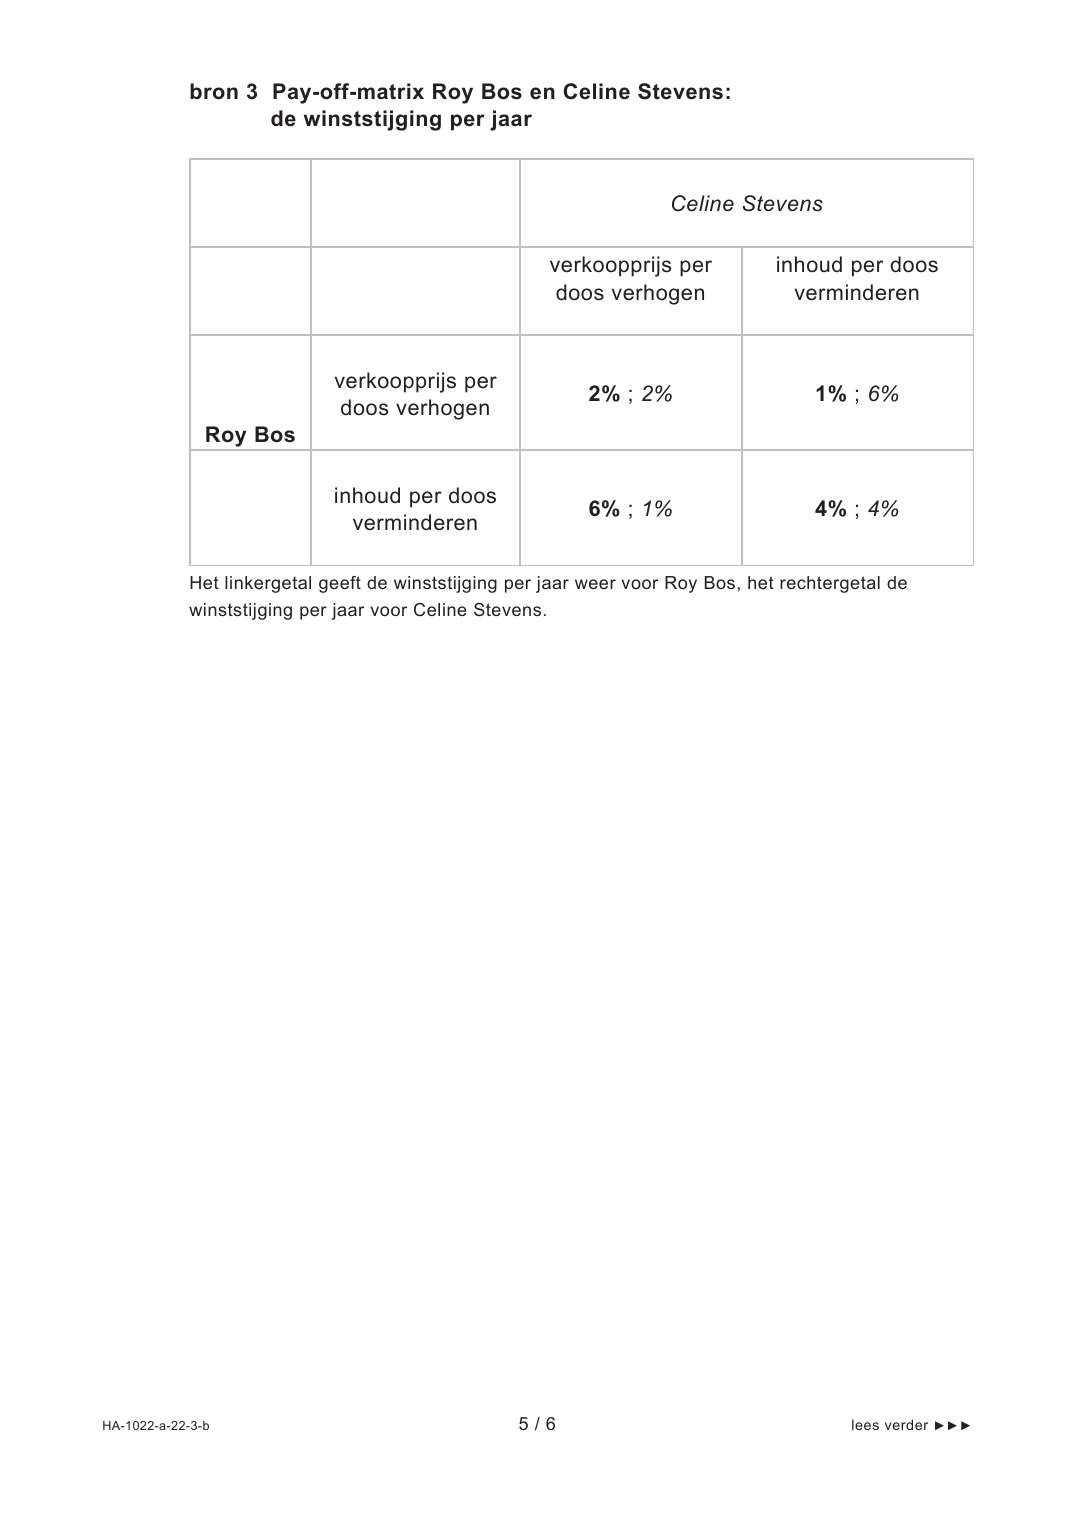 bron 3 Pay-off-matrix Roy Bos en Celine Stevens:
de winststijging per jaar
Celine Stevens
verkoopprijs per
doos verhogen
inhoud per doos
verminderen
Roy Bos
verkoopprijs per
doos verhogen
2% ; 2%
1% ; 6%
inhoud per doos
verminderen
6% ; 1%
4% ; 4%
Het linkergetal geeft de winststijging per jaar weer voor Roy Bos, het rechtergetal de
winststijging per jaar voor Celine Stevens.
HA-1022-a-22-3-b
5 / 6
lees verder ►►►